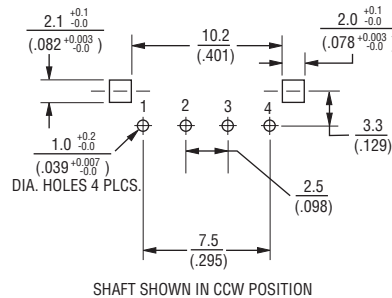 2.1 +0.1 -0.0
(.082 +0.003 -0.0)
10.2
(.401)
2.0 +0.1 -0.0
(.078 +0.003 -0.0)
1 2 3 4
1.0 +0.2 -0.0
(.039 +0.007 -0.0)
DIA. HOLES 4 PLCS.
3.3
(.129)
2.5
(.098)
7.5
(.295)
SHAFT SHOWN IN CCW POSITION